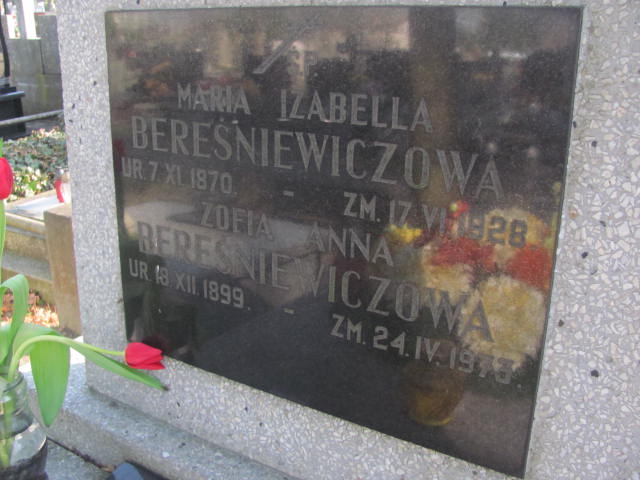 Ś P
MARIA IZABELLA
BEREŚNIEWICZOWA
UR. 7 XI. 1870. - ZM. 17 VI. 1928
ZOFIA ANNA
BEREŚNIEWICZOWA
UR. 18 XII. 1899. - ZM. 24. IV.